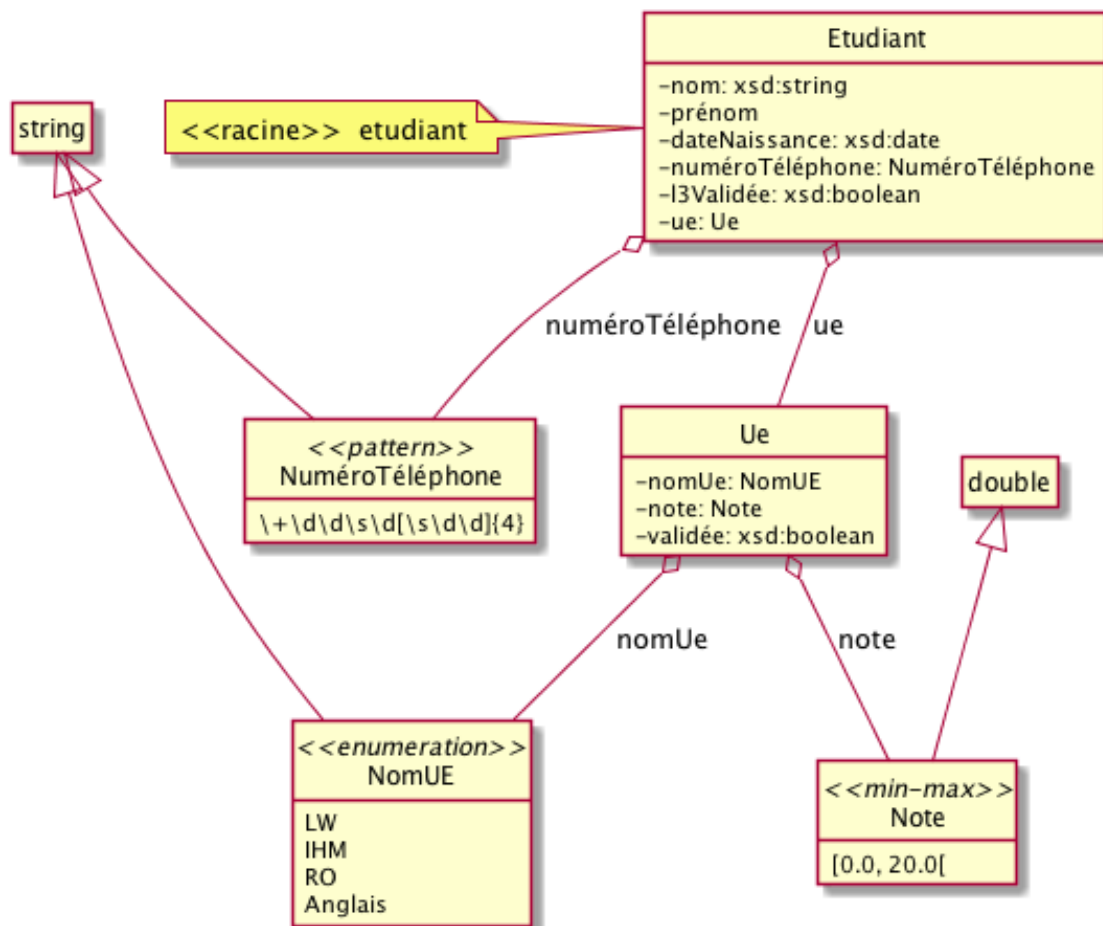 Etudiant
-nom: xsd:string
-prénom
-dateNaissance: xsd:date
-numéroTéléphone: NuméroTéléphone
-l3Validée: xsd:boolean
-ue: Ue
string
<<racine>> etudiant
numéroTéléphone
ue
<<pattern>>
NuméroTéléphone
\+\d\d\s\d[\s\d\d]{4}
Ue
-nomUe: NomUE
-note: Note
-validée: xsd:boolean
double
nomUe
note
<<enumeration>>
NomUE
LW
IHM
RO
Anglais
<<min-max>>
Note
[0.0, 20.0[